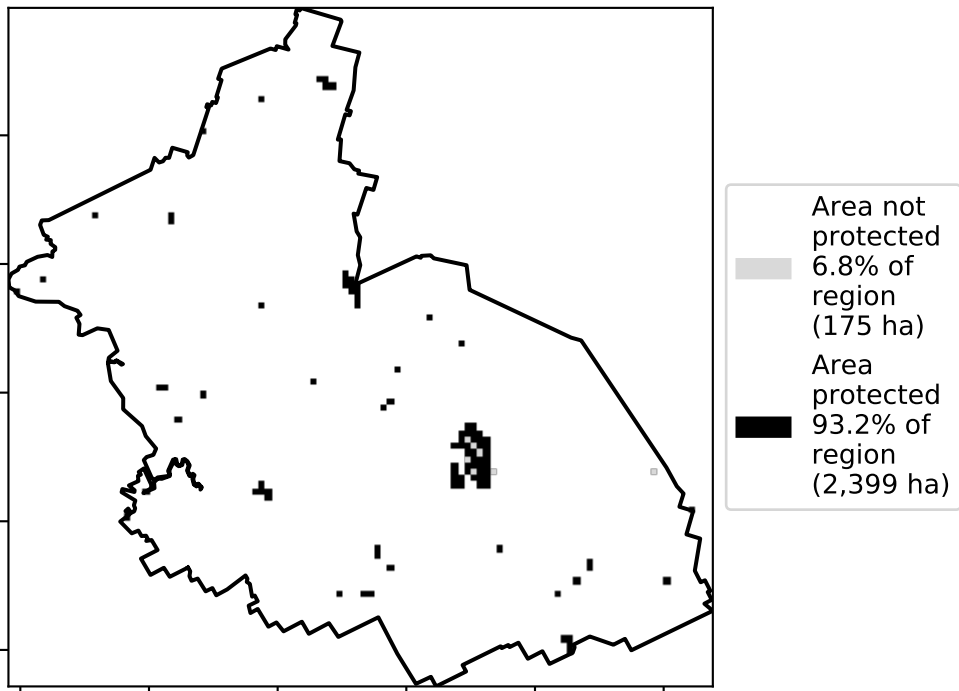 Area not
protected
6.8% of
region
(175 ha)
Area
protected
93.2% of
region
(2,399 ha)